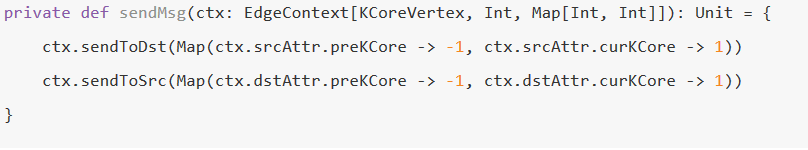 private def sendMsg(ctx: EdgeContext[KCoreVertex, Int, Map[Int, Int]]): Unit = {
    ctx.sendToDst(Map(ctx.srcAttr.preKCore -> -1, ctx.srcAttr.curKCore -> 1))
    ctx.sendToSrc(Map(ctx.dstAttr.preKCore -> -1, ctx.dstAttr.curKCore -> 1))
}